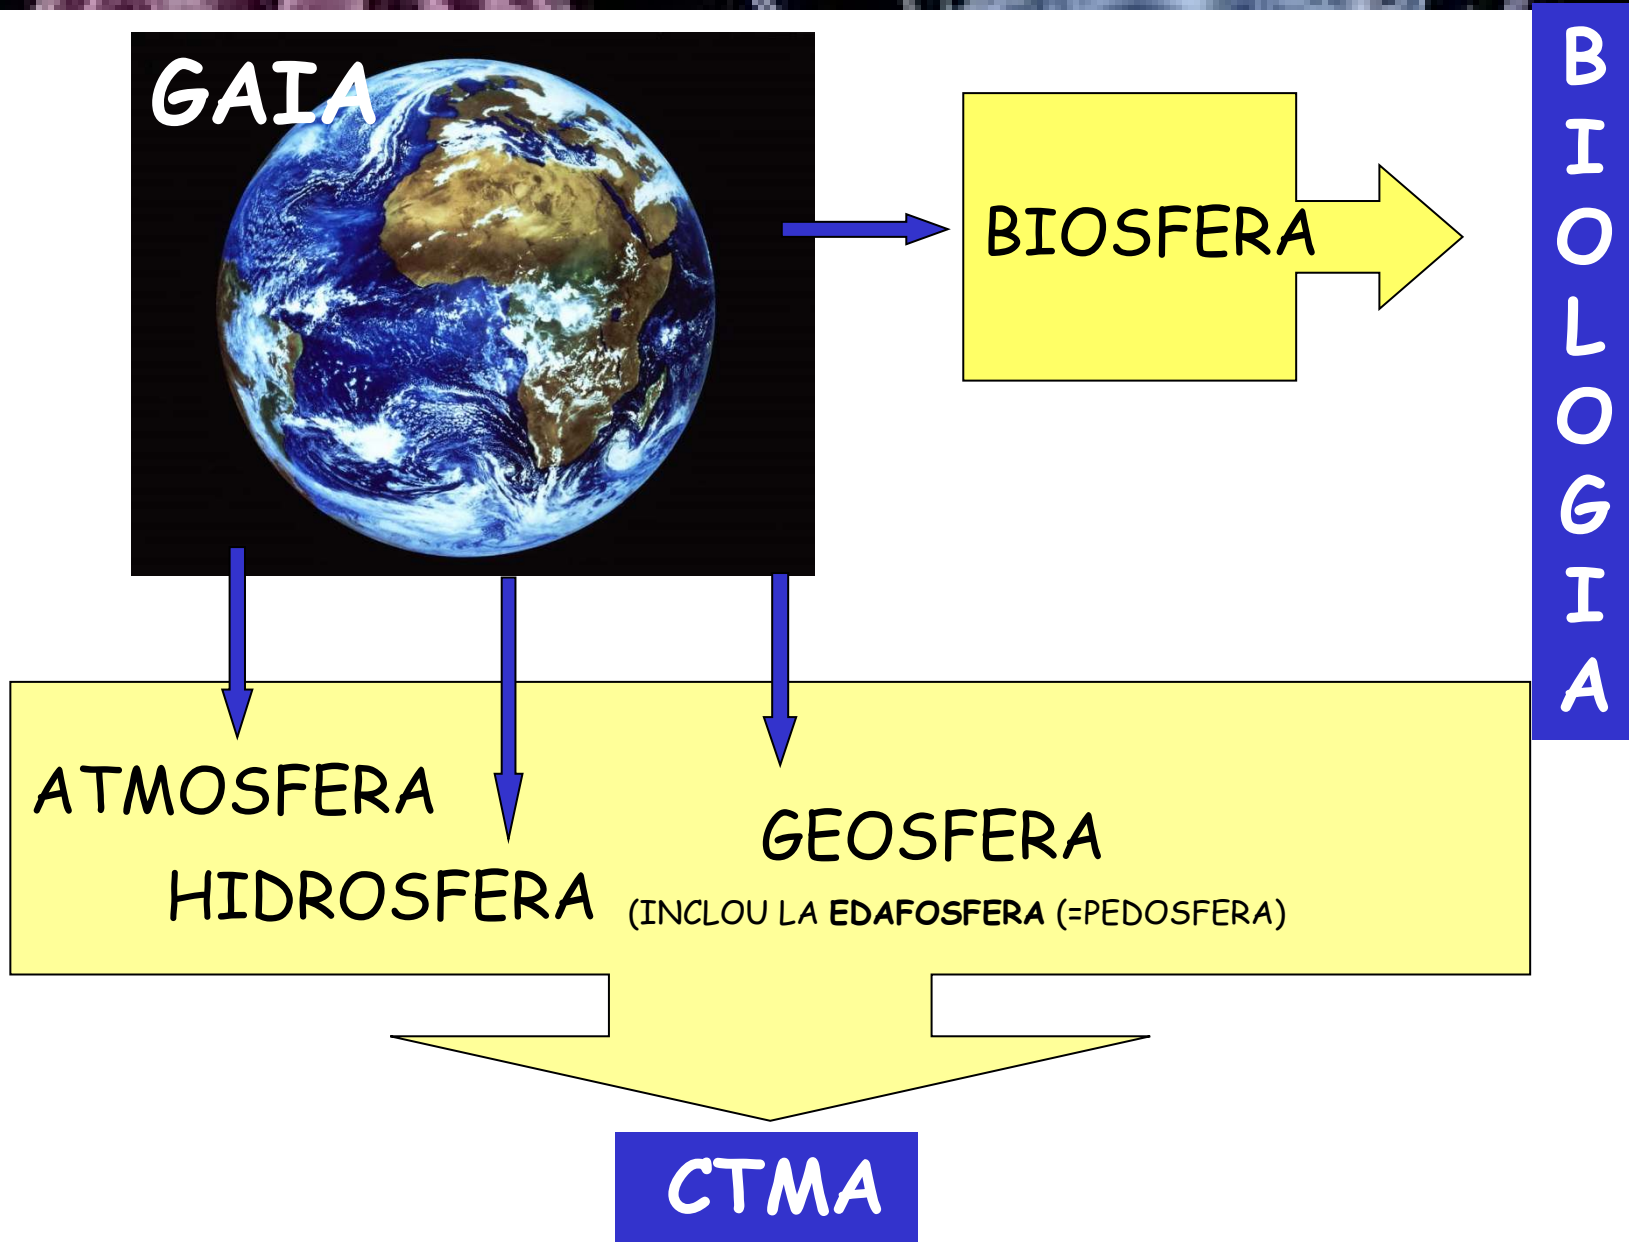 GAIA
BIOSFERA
BIOLOGIA
ATMOSFERA
GEOSFERA
HIDROSFERA
(INCLOU LA EDAFOSFERA (=PEDOSFERA)
CTMA